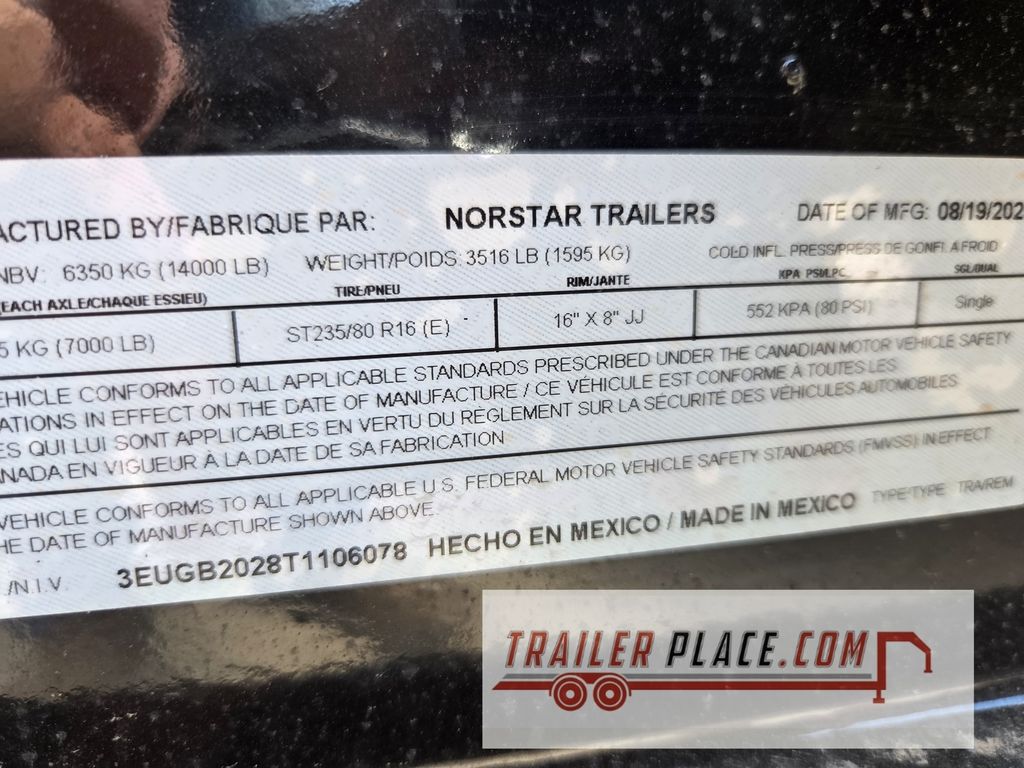 ACTURED BY/FABRIQUE PAR: NORSTAR TRAILERS DATE OF MFG: 08/19/202
NBV: 6350 KG (14000 LB) WEIGHT/POIDS: 3516 LB (1595 KG) COLD INFL. PRESS/PRESS DE GONFL A FROID
(EACH AXLE/CHAQUE ESSIEU) TIRE/PNEU RIM/JANTE KPA PSI/LPC SGL/DUAL
5 KG (7000 LB) ST235/80 R16 (E) 16" X 8" JJ 552 KPA (80 PSI) Single
EHICLE CONFORMS TO ALL APPLICABLE STANDARDS PRESCRIBED UNDER THE CANADIAN MOTOR VEHICLE SAFETY
ATIONS IN EFFECT ON THE DATE OF MANUFACTURE / CE VÉHICULE EST CONFORME À TOUTES LES
ES QUI LUI SONT APPLICABLES EN VERTU DU RÈGLEMENT SUR LA SÉCURITÉ DES VÉHICULES AUTOMOBILES
ANADA EN VIGUEUR À LA DATE DE SA FABRICATION
VEHICLE CONFORMS TO ALL APPLICABLE U.S. FEDERAL MOTOR VEHICLE SAFETY STANDARDS (FMVSS) IN EFFECT
HE DATE OF MANUFACTURE SHOWN ABOVE.
/N.I.V. 3EUGB2028T1106078 HECHO EN MEXICO / MADE IN MEXICO TYPE/TYPE TRA/REM
TRAILER PLACE.COM